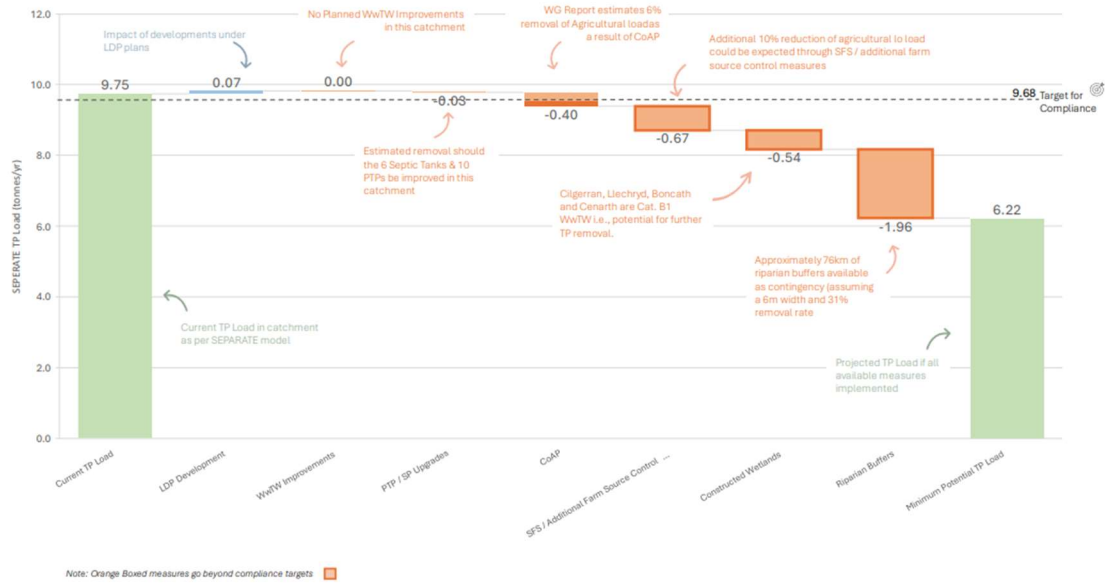 12.0
10.0
8.0
6.0
4.0
2.0
0.0
SEPERATE TP Load (tonnes/yr)
Impact of developments under
LDP plans
No Planned WwTW Improvements
in this catchment
WG Report estimates 6%
removal of Agricultural loadas
a result of CoAP
Additional 10% reduction of agricultural lo load
could be expected through SFS / additional farm
source control measures
9.75
0.07
0.00
-0.03
-0.40
-0.67
-0.54
-1.96
6.22
9.68 Target for
Compliance
Estimated removal should
the 6 Septic Tanks & 10
PTPs be improved in this
catchment
Cilgerran, Llechryd, Boncath
and Cenarth are Cat. B1
WwTW i.e., potential for further
TP removal.
Approximately 76km of
riparian buffers available
as contingency (assuming
a 6m width and 31%
removal rate
Current TP Load in catchment
as per SEPARATE model
Projected TP Load if all
available measures
implemented
Current TP Load
LDP Development
WwTW Improvements
PTP / SP Upgrades
CoAP
SFS / Additional Farm Source Control ...
Constructed Wetlands
Riparian Buffers
Minimum Potential TP Load
Note: Orange Boxed measures go beyond compliance targets